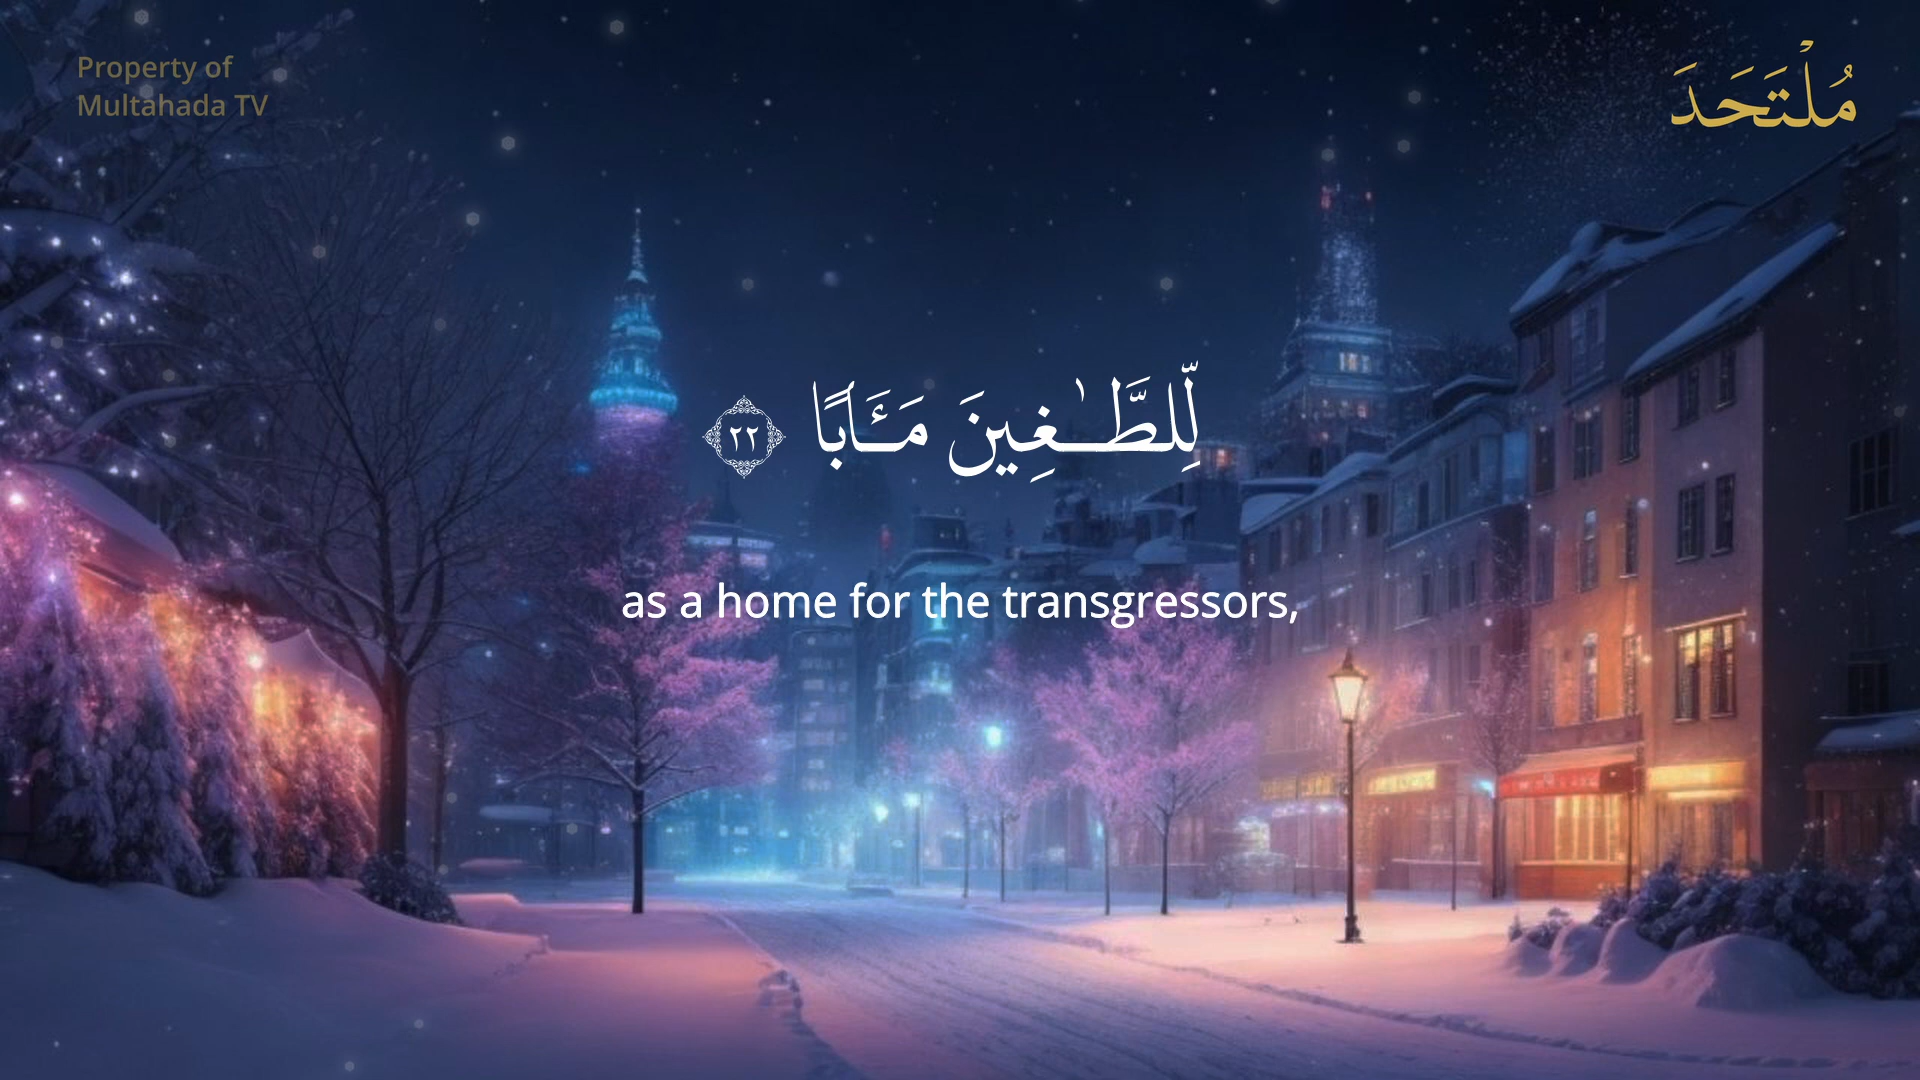 Property of
Multahada TV
مُلْتَحَدَ
لِّلطَّـٰغِينَ مَـَٔابًا ٢٢
as a home for the transgressors,